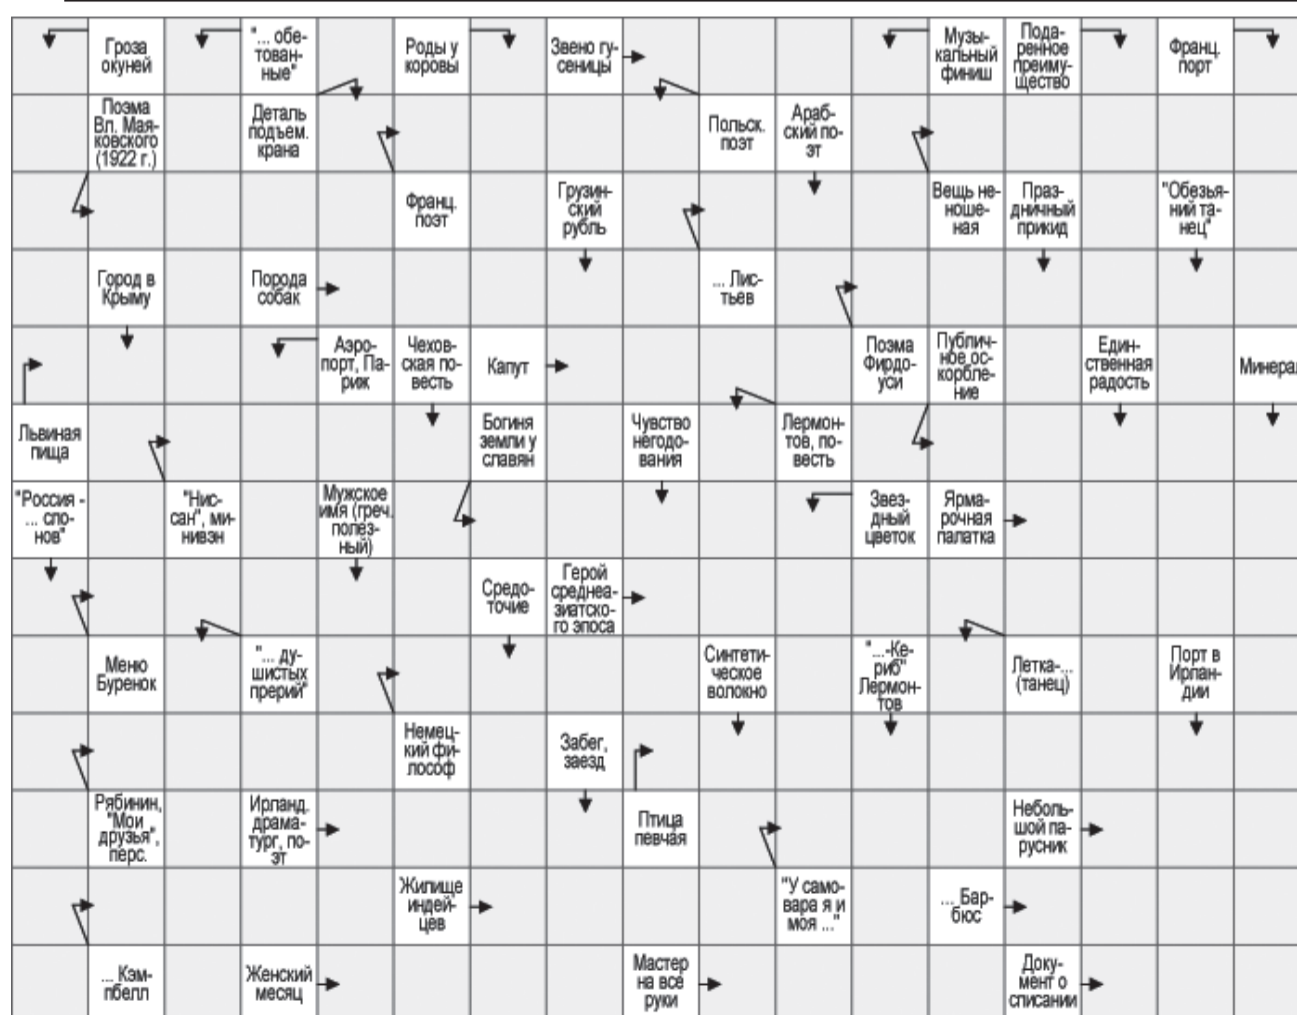 Гроза
окуней
"... обе-
тован-
ные"
Роды у
коровы
Звено гу-
сеницы
Музы-
кальный
финиш
Пода-
ренное
преиму-
щество
Франц.
порт
Поэма
Вл. Мая-
ковского
(1922 г.)
Деталь
подъем.
крана
Польск.
поэт
Араб-
ский по-
эт
Франц.
поэт
Грузин-
ский
рубль
Вещь не-
ноше-
ная
Праз-
дничный
прикид
"Обезья-
ний та-
нец"
Город в
Крыму
Порода
собак
... Лис-
тьев
Аэро-
порт, Па-
риж
Чехов-
ская по-
весть
Капут
Поэма
Фирдо-
уси
Публич-
ное ос-
корбле-
ние
Един-
ственная
радость
Минерал
Львиная
пища
Богиня
земли у
славян
Чувство
негодо-
вания
Лермон-
тов, по-
весть
"Россия -
... сло-
нов"
"Нис-
сан", ми-
нивэн
Мужское
имя (греч.
полез-
ный)
Звез-
дный
цветок
Ярма-
рочная
палатка
Средо-
точие
Герой
среднеа-
зиатско-
го эпоса
Меню
Буренок
"... ду-
шистых
прерий"
Синтети-
ческое
волокно
"...-Ке-
риб"
Лермон-
тов
Летка-...
(танец)
Порт в
Ирлан-
дии
Немец-
кий фи-
лософ
Забег,
заезд
Рябинин,
"Мои
друзья",
перс.
Ирланд.
драма-
тург, по-
эт
Птица
певчая
Неболь-
шой па-
русник
Жилище
индей-
цев
"У само-
вара я и
моя ..."
... Бар-
бюс
... Кэм-
пбелл
Женский
месяц
Мастер
на все
руки
Доку-
мент о
списании